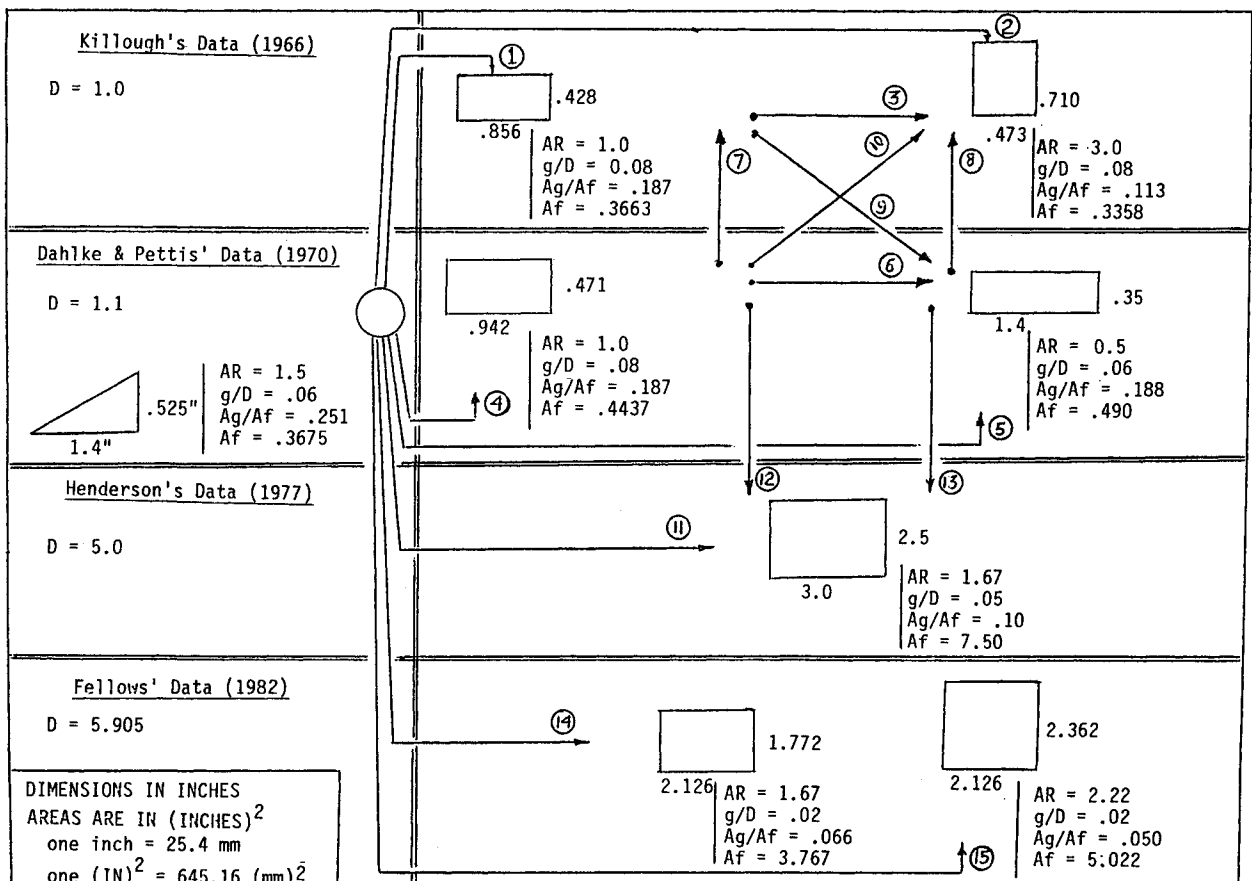 Killough's Data (1966)
D = 1.0
①
.428
.856
AR = 1.0
g/D = 0.08
Ag/Af = .187
Af = .3663
②
.710
.473
AR = 3.0
g/D = .08
Ag/Af = .113
Af = .3358
③
⑩
⑦
⑧
⑨
⑥
Dahlke & Pettis' Data (1970)
D = 1.1
.525"
1.4"
AR = 1.5
g/D = .06
Ag/Af = .251
Af = .3675
.471
.942
AR = 1.0
g/D = .08
Ag/Af = .187
Af = .4437
④
.35
1.4
AR = 0.5
g/D = .06
Ag/Af = .188
Af = .490
⑤
Henderson's Data (1977)
D = 5.0
⑫
⑬
⑪
2.5
3.0
AR = 1.67
g/D = .05
Ag/Af = .10
Af = 7.50
Fellows' Data (1982)
D = 5.905
⑭
1.772
2.126
AR = 1.67
g/D = .02
Ag/Af = .066
Af = 3.767
2.362
2.126
AR = 2.22
g/D = .02
Ag/Af = .050
Af = 5.022
⑮
DIMENSIONS IN INCHES
AREAS ARE IN (INCHES)²
one inch = 25.4 mm
one (IN)² = 645.16 (mm)²